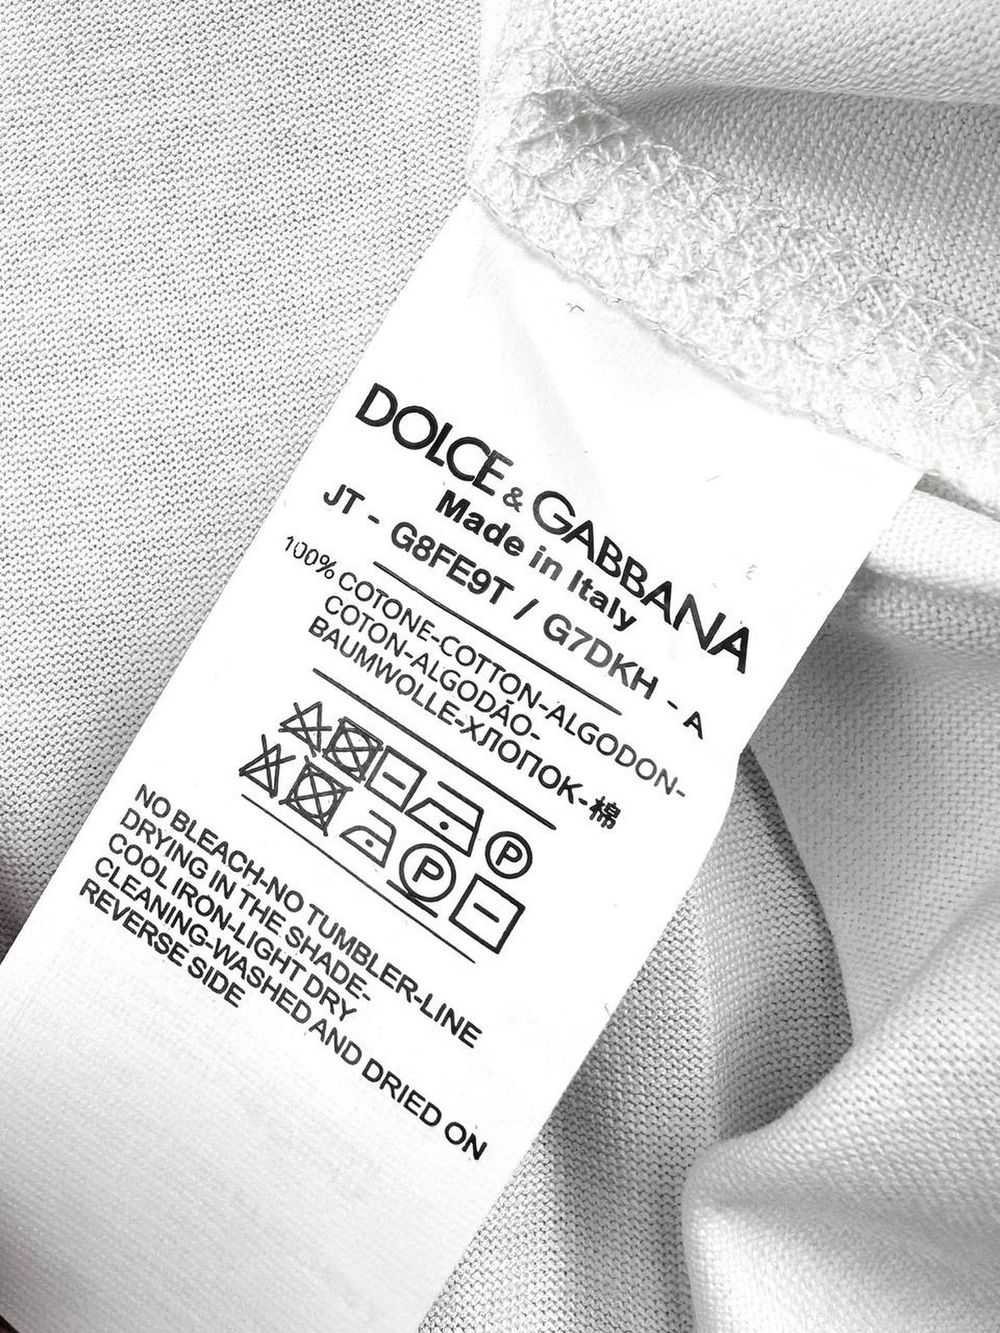 DOLCE & GABBANA
Made in Italy
JT - G8FE9T / G7DKH - A
100% COTONE-COTTON-ALGODON-
COTON-ALGODÃO-
BAUMWOLLE-ХЛОПОК-棉
P
P
NO BLEACH-NO TUMBLER-LINE
DRYING IN THE SHADE-
COOL IRON-LIGHT DRY
CLEANING-WASHED AND DRIED ON
REVERSE SIDE